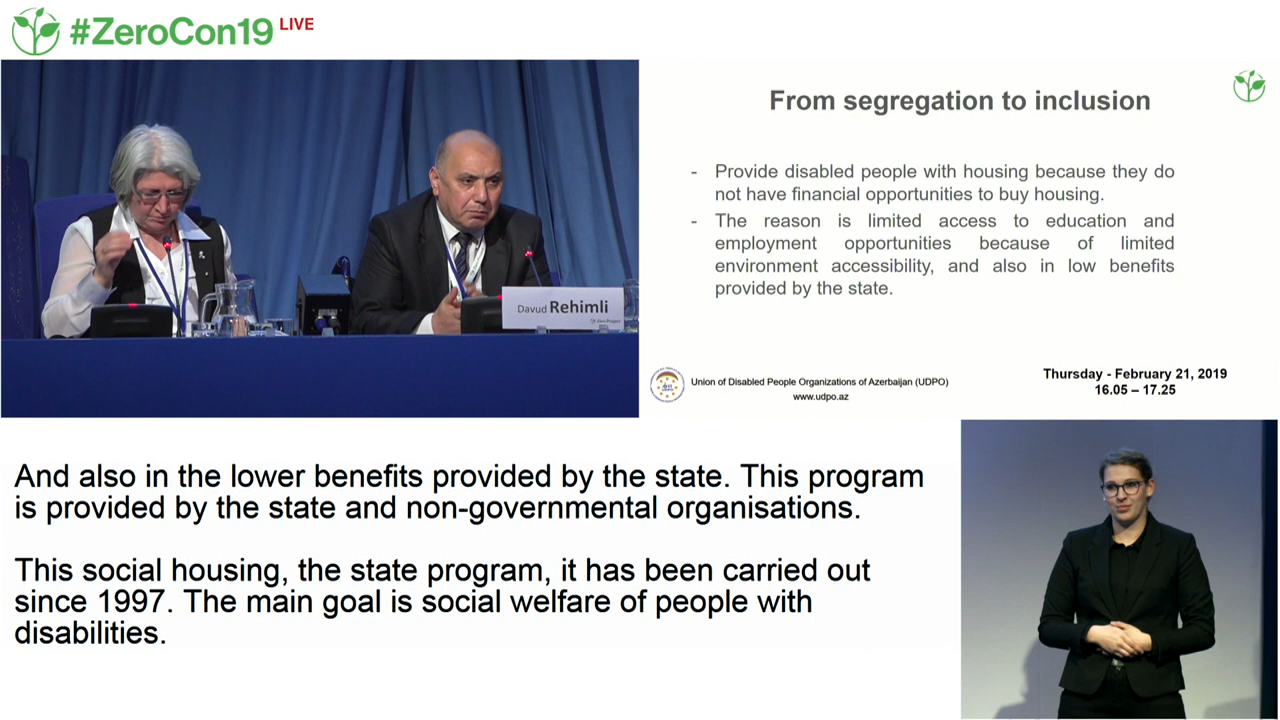 #ZeroCon19 LIVE
Davud Rehimli
From segregation to inclusion
- Provide disabled people with housing because they do
not have financial opportunities to buy housing.
- The reason is limited access to education and
employment opportunities because of limited
environment accessibility, and also in low benefits
provided by the state.
Union of Disabled People Organizations of Azerbaijan (UDPO)
www.udpo.az
Thursday - February 21, 2019
16.05 – 17.25
And also in the lower benefits provided by the state. This program
is provided by the state and non-governmental organisations.
This social housing, the state program, it has been carried out
since 1997. The main goal is social welfare of people with
disabilities.